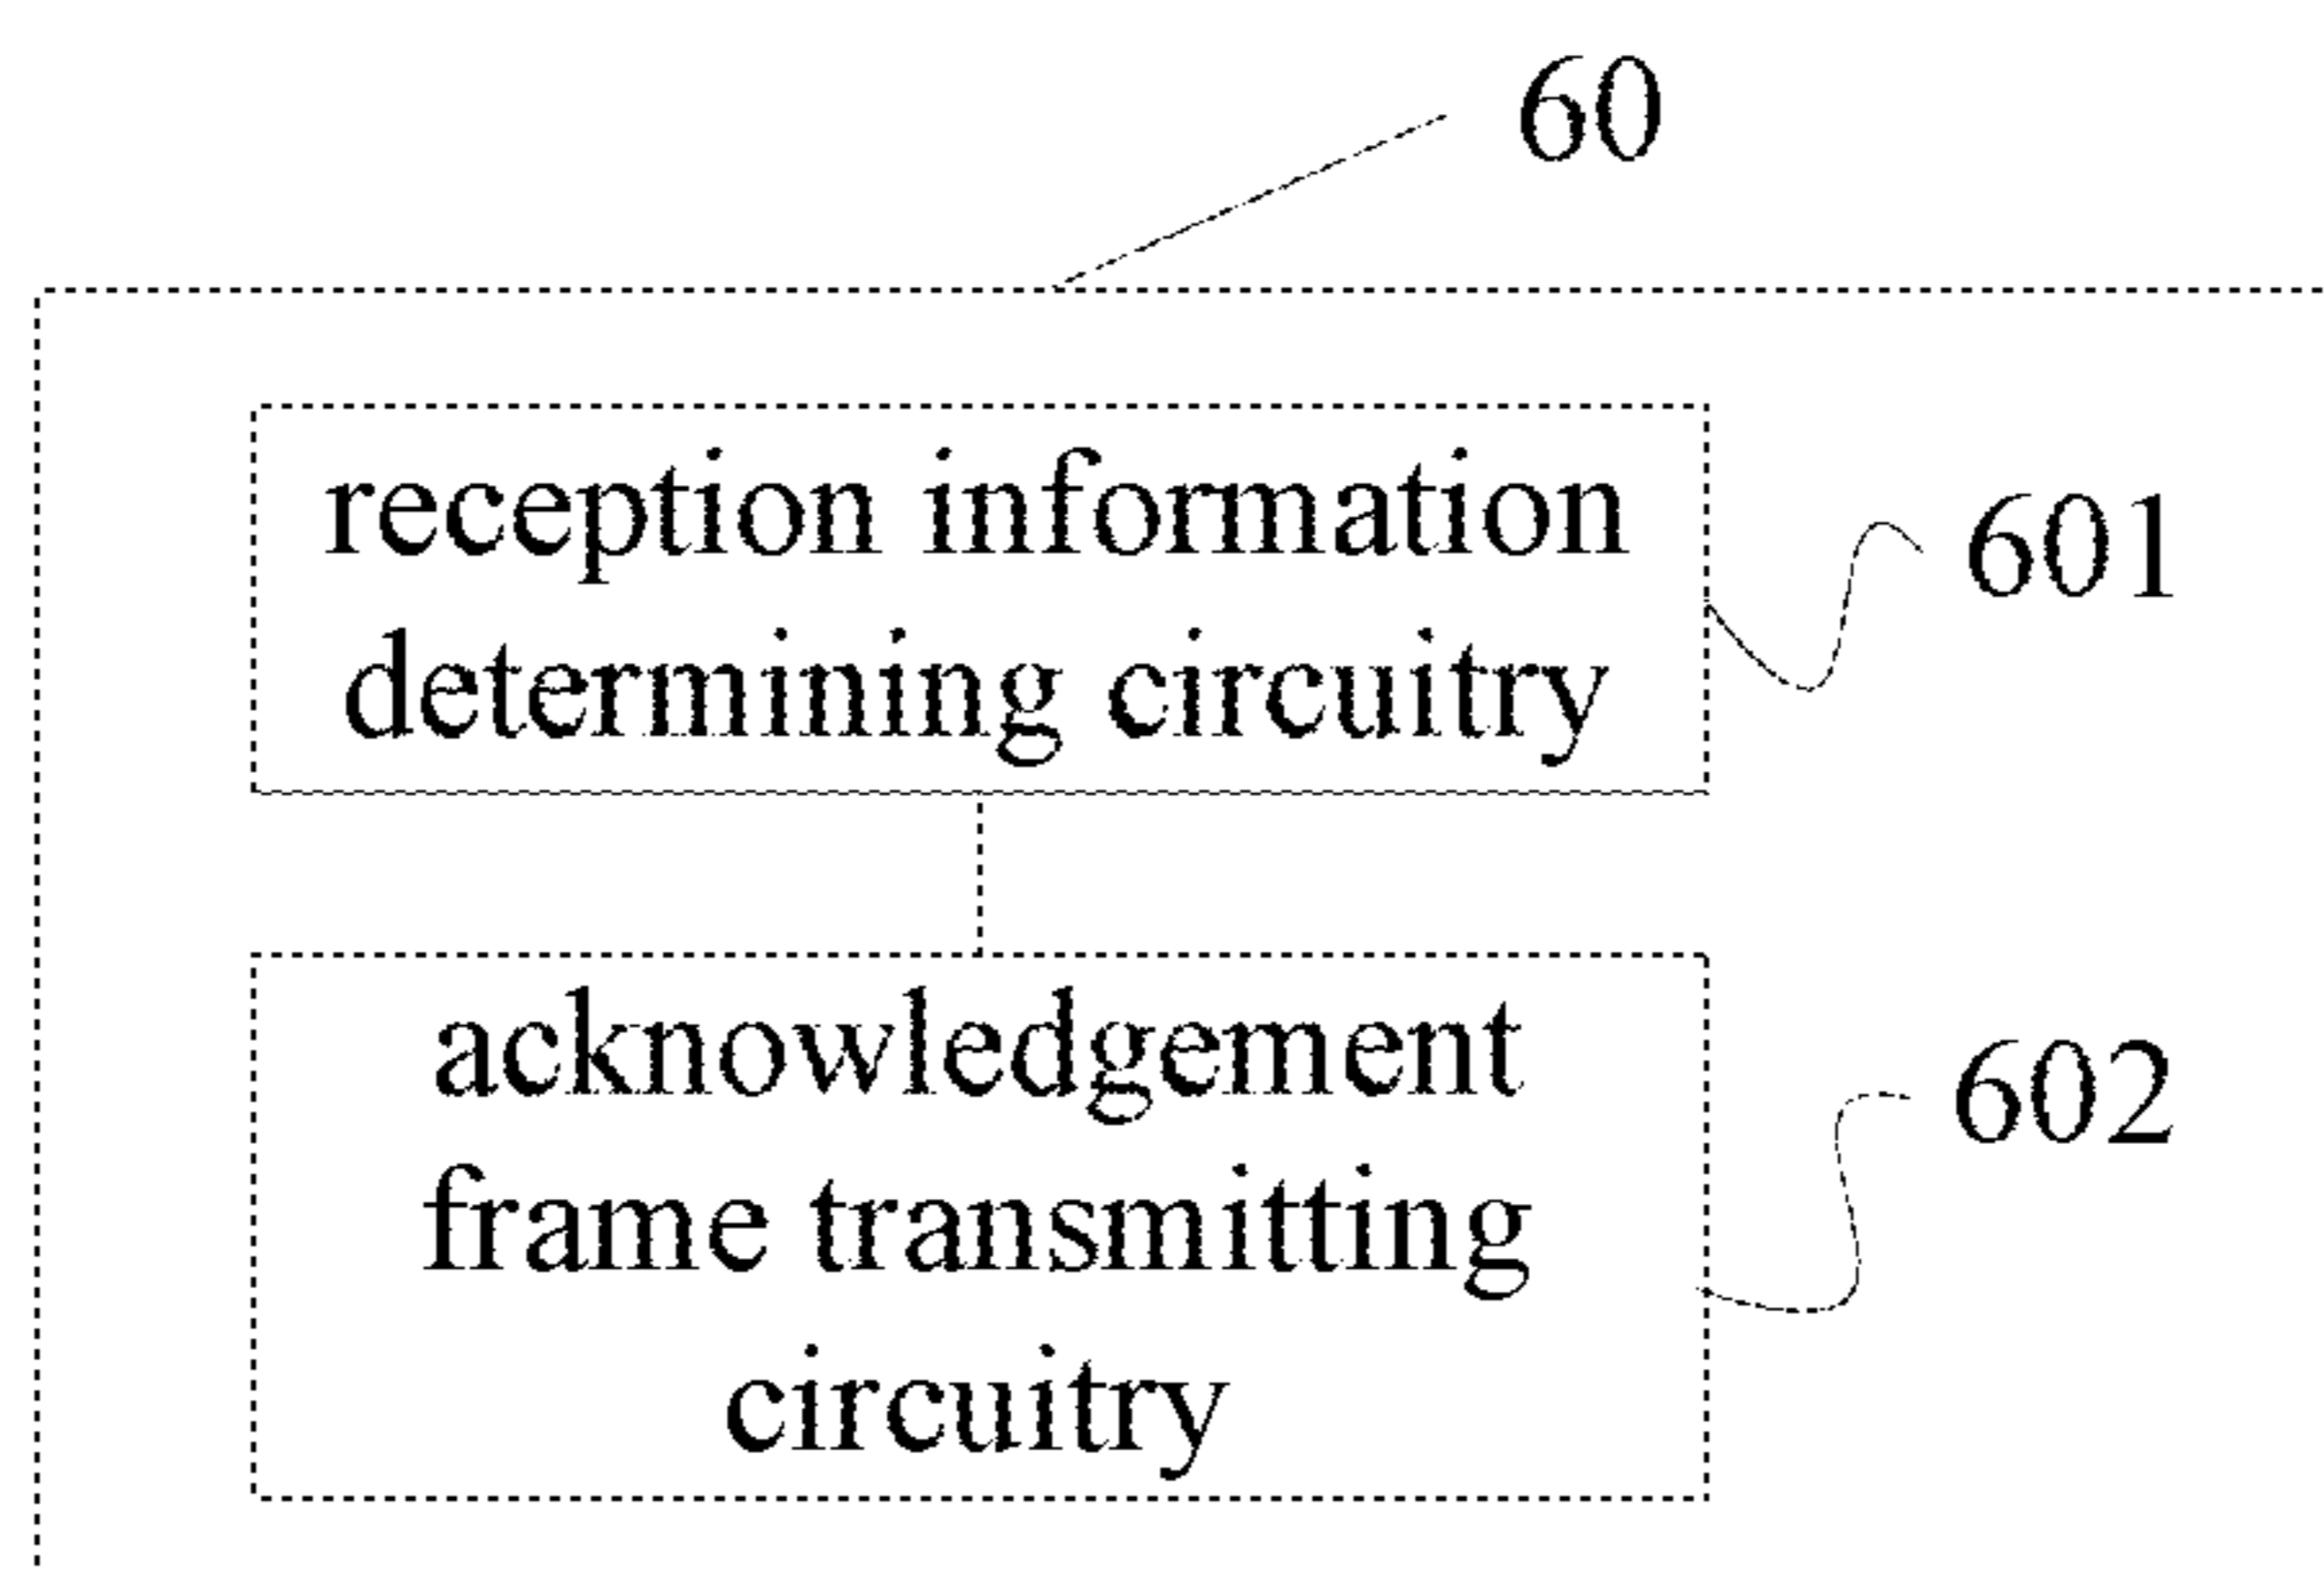 60
reception information
determining circuitry
601
acknowledgement
frame transmitting
circuitry
602